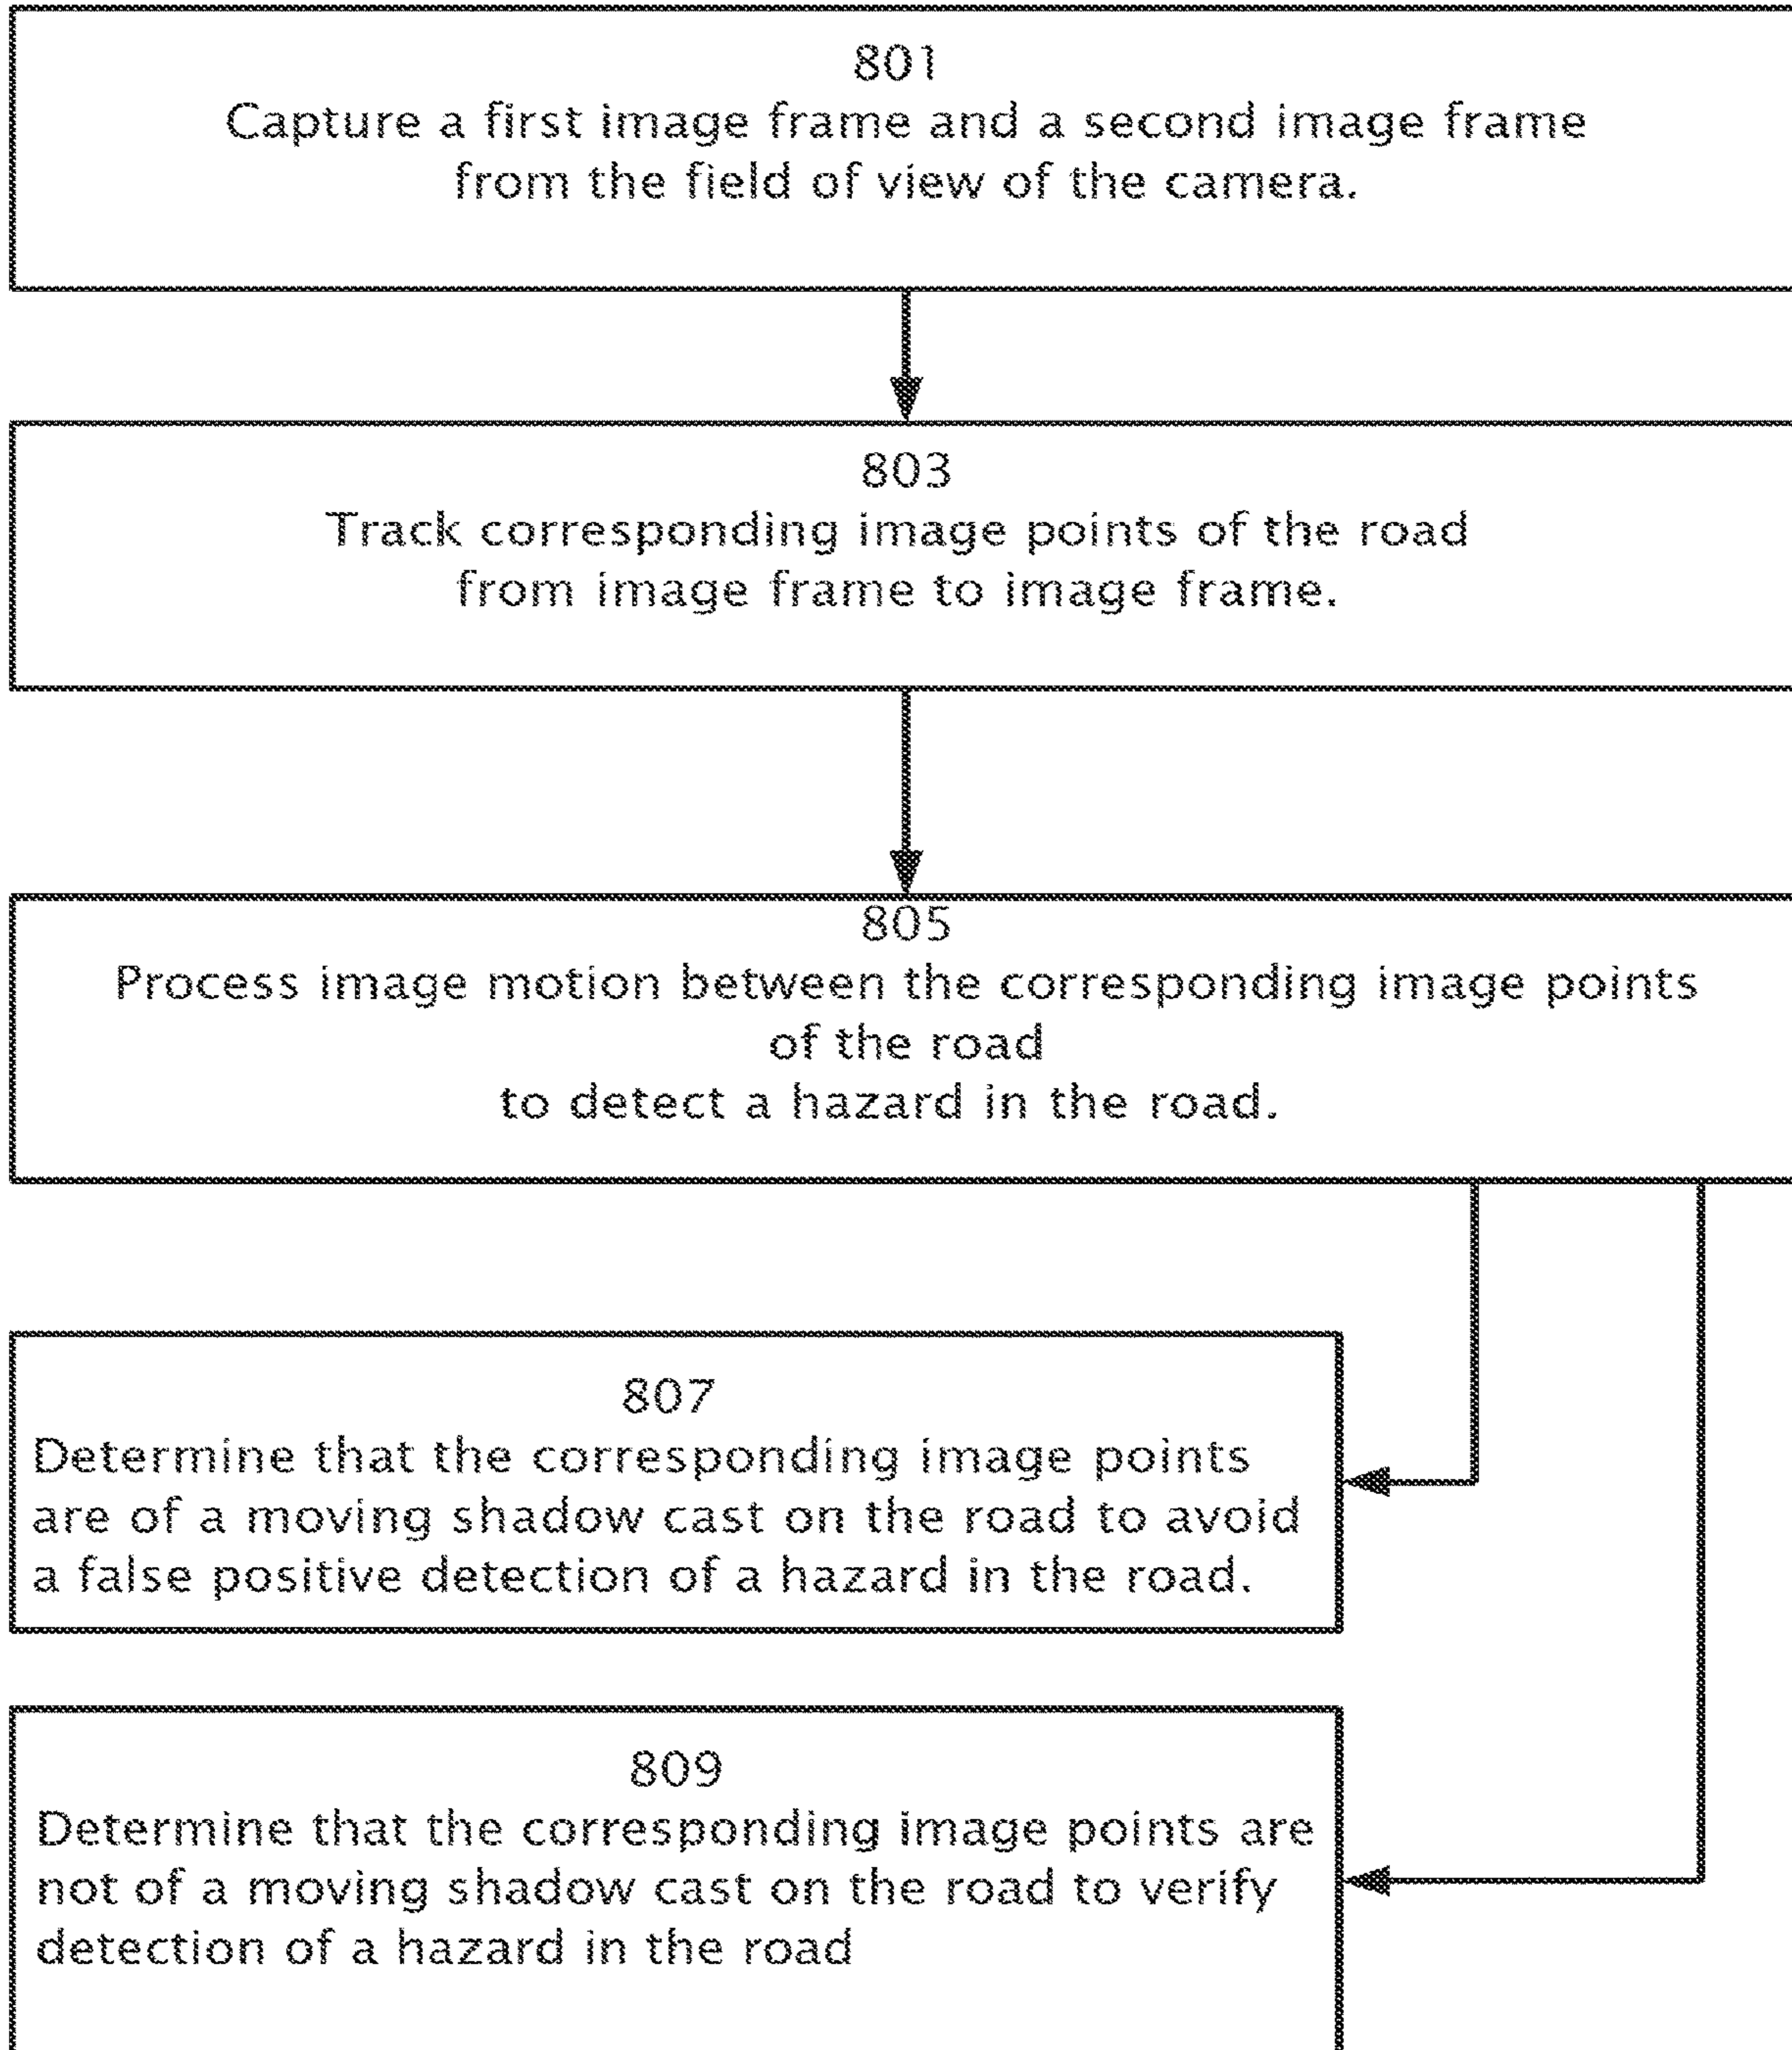 801
Capture a first image frame and a second image frame
from the field of view of the camera.
803
Track corresponding image points of the road
from image frame to image frame.
805
Process image motion between the corresponding image points
of the road
to detect a hazard in the road.
807
Determine that the corresponding image points
are of a moving shadow cast on the road to avoid
a false positive detection of a hazard in the road.
809
Determine that the corresponding image points are
not of a moving shadow cast on the road to verify
detection of a hazard in the road